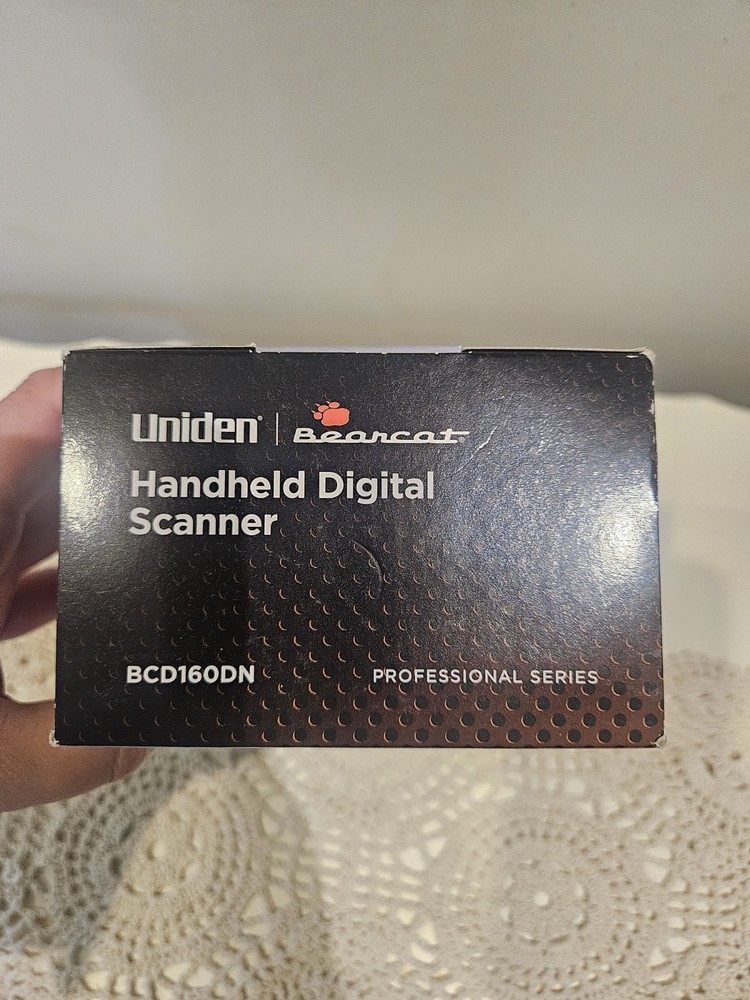 Uniden® | Bearcat
Handheld Digital
Scanner
BCD160DN
PROFESSIONAL SERIES